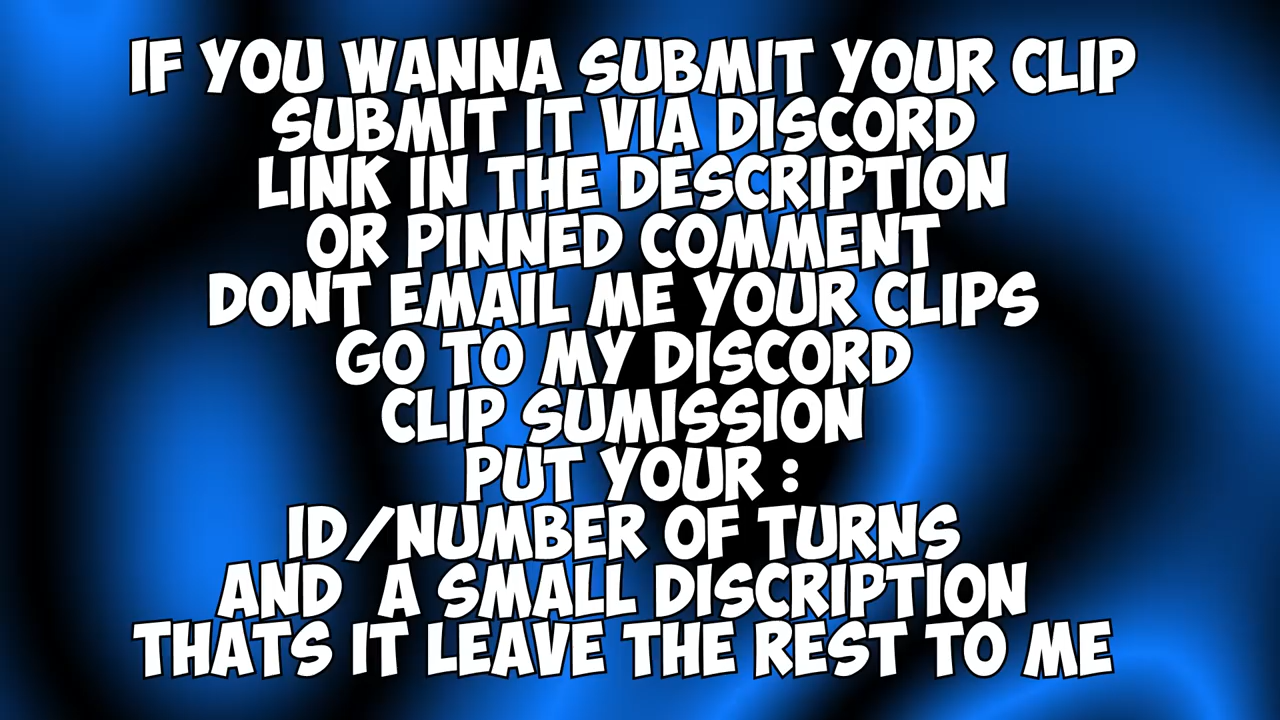 IF YOU WANNA SUBMIT YOUR CLIP
SUBMIT IT VIA DISCORD
LINK IN THE DESCRIPTION
OR PINNED COMMENT
DONT EMAIL ME YOUR CLIPS
GO TO MY DISCORD
CLIP SUMISSION
PUT YOUR :
ID/NUMBER OF TURNS
AND A SMALL DISCRIPTION
THATS IT LEAVE THE REST TO ME